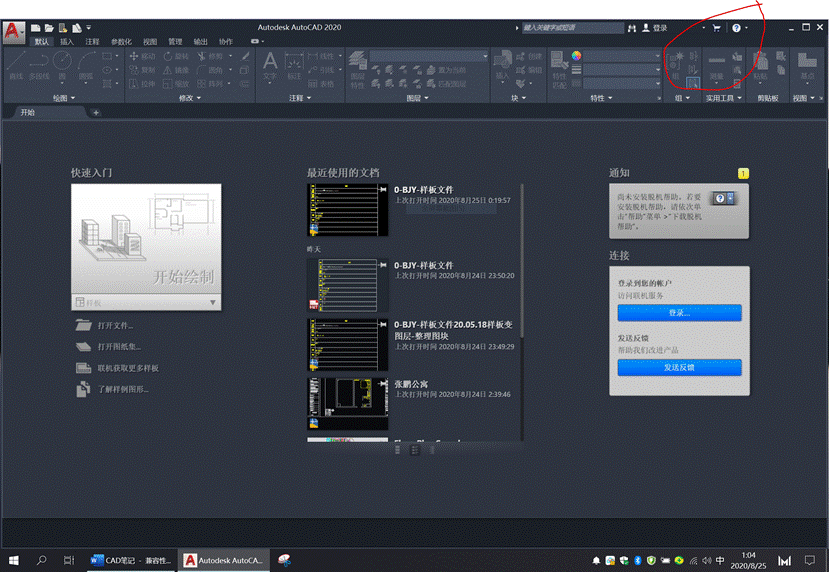 Autodesk AutoCAD 2020
键入关键字或短语
登录
默认 插入 注释 参数化 视图 管理 输出 协作
直线 多段线 圆 圆弧
移动 旋转 修剪
复制 镜像 圆角
拉伸 缩放 阵列
文字 标注
线性
引线
表格
图层特性
置为当前
匹配图层
插入
创建
编辑
特性匹配
组
测量
粘贴
基点
绘图 修改 注释 图层 块 特性 组 实用工具 剪贴板 视图
开始
快速入门
开始绘制
样板
打开文件...
打开图纸集...
联机获取更多样板
了解样例图形...
最近使用的文档
0-BJY-样板文件
上次打开时间 2020年8月25日 0:19:57
昨天
0-BJY-样板文件
上次打开时间 2020年8月24日 23:50:20
0-BJY-样板文件20.05.18样板变
图层-整理图块
上次打开时间 2020年8月24日 23:49:29
张鹏公寓
上次打开时间 2020年8月24日 2:39:46
通知
1
尚未安装脱机帮助。若要
安装脱机帮助，请依次单
击"帮助"菜单 >"下载脱机
帮助"。
连接
登录到您的帐户
访问联机服务
登录...
发送反馈
帮助我们改进产品
发送反馈
CAD笔记 - 兼容性...
Autodesk AutoCA...
中
1:04
2020/8/25